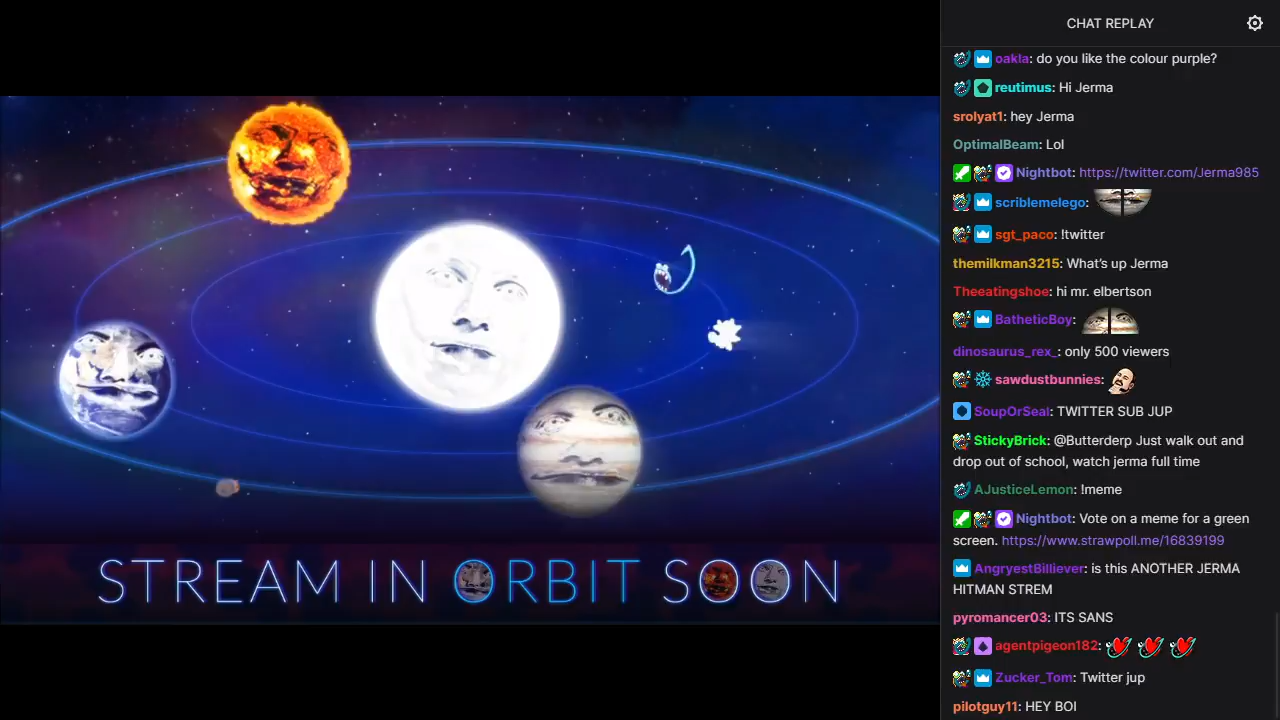 STREAM IN ORBIT SOON
CHAT REPLAY
oakla: do you like the colour purple?
reutimus: Hi Jerma
srolyat1: hey Jerma
OptimalBeam: Lol
Nightbot: https://twitter.com/Jerma985
scriblemelego:
sgt_paco: !twitter
themilkman3215: What's up Jerma
Theeatingshoe: hi mr. elbertson
BatheticBoy:
dinosaurus_rex_: only 500 viewers
sawdustbunnies:
SoupOrSeal: TWITTER SUB JUP
StickyBrick: @Butterderp Just walk out and
drop out of school, watch jerma full time
AJusticeLemon: !meme
Nightbot: Vote on a meme for a green
screen. https://www.strawpoll.me/16839199
AngryestBilliever: is this ANOTHER JERMA
HITMAN STREM
pyromancer03: ITS SANS
agentpigeon182:
Zucker_Tom: Twitter jup
pilotguy11: HEY BOI